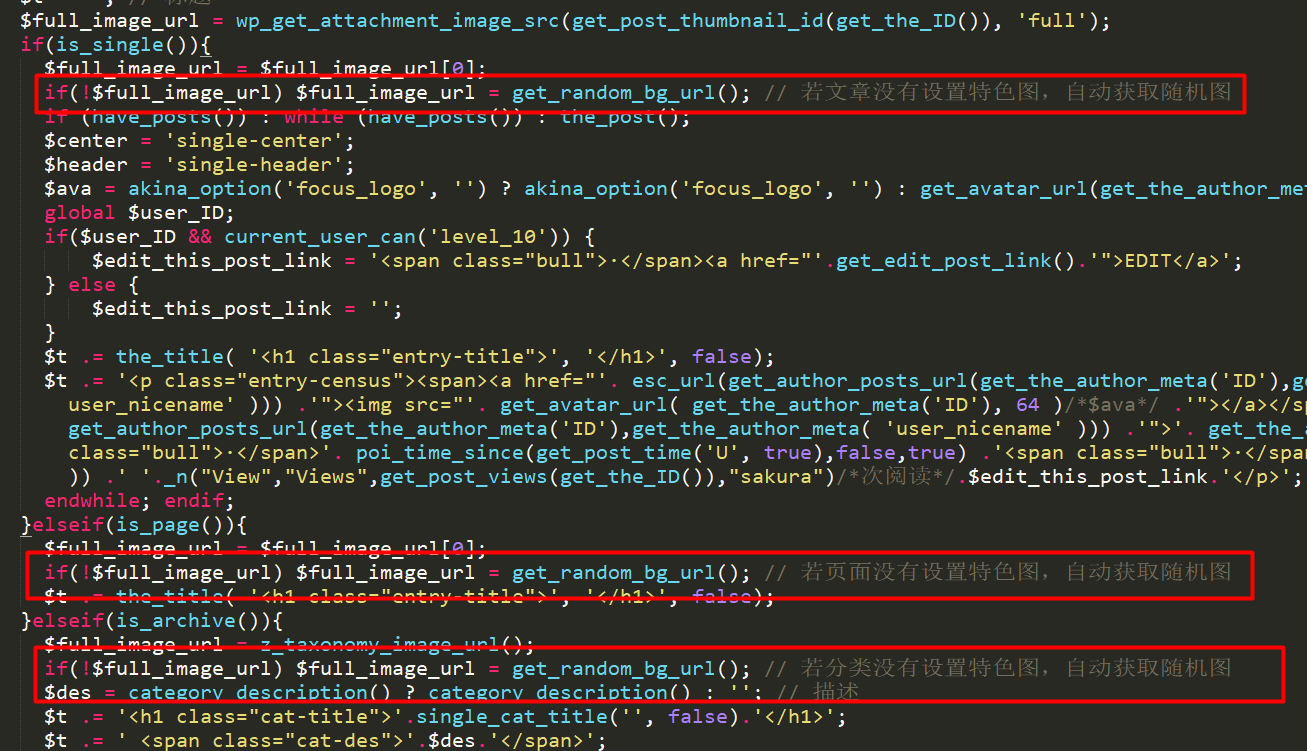 // 标题
$full_image_url = wp_get_attachment_image_src(get_post_thumbnail_id(get_the_ID()), 'full');
if(is_single()){
$full_image_url = $full_image_url[0];
if(!$full_image_url) $full_image_url = get_random_bg_url(); // 若文章没有设置特色图，自动获取随机图
if (have_posts()) : while (have_posts()) : the_post();
$center = 'single-center';
$header = 'single-header';
$ava = akina_option('focus_logo', '') ? akina_option('focus_logo', '') : get_avatar_url(get_the_author_met
global $user_ID;
if($user_ID && current_user_can('level_10')) {
$edit_this_post_link = '<span class="bull">·</span><a href="'.get_edit_post_link().'">EDIT</a>';
} else {
$edit_this_post_link = '';
}
$t .= the_title( '<h1 class="entry-title">', '</h1>', false);
$t .= '<p class="entry-census"><span><a href="'. esc_url(get_author_posts_url(get_the_author_meta('ID'),ge
user_nicename' ))) .'"><img src="'. get_avatar_url( get_the_author_meta('ID'), 64 )/*$ava*/ .'"></a></sp
get_author_posts_url(get_the_author_meta('ID'),get_the_author_meta( 'user_nicename' ))) .'">'. get_the_a
class="bull">·</span>'. poi_time_since(get_post_time('U', true),false,true) .'<span class="bull">·</span
)) .' '._n("View","Views",get_post_views(get_the_ID()),"sakura")/*次阅读*/.$edit_this_post_link.'</p>';
endwhile; endif;
}elseif(is_page()){
$full_image_url = $full_image_url[0];
if(!$full_image_url) $full_image_url = get_random_bg_url(); // 若页面没有设置特色图，自动获取随机图
$t .= the_title( '<h1 class="entry-title">', '</h1>', false);
}elseif(is_archive()){
$full_image_url = z_taxonomy_image_url();
if(!$full_image_url) $full_image_url = get_random_bg_url(); // 若分类没有设置特色图，自动获取随机图
$des = category_description() ? category_description() : ''; // 描述
$t .= '<h1 class="cat-title">'.single_cat_title('', false).'</h1>';
$t .= ' <span class="cat-des">'.$des.'</span>';